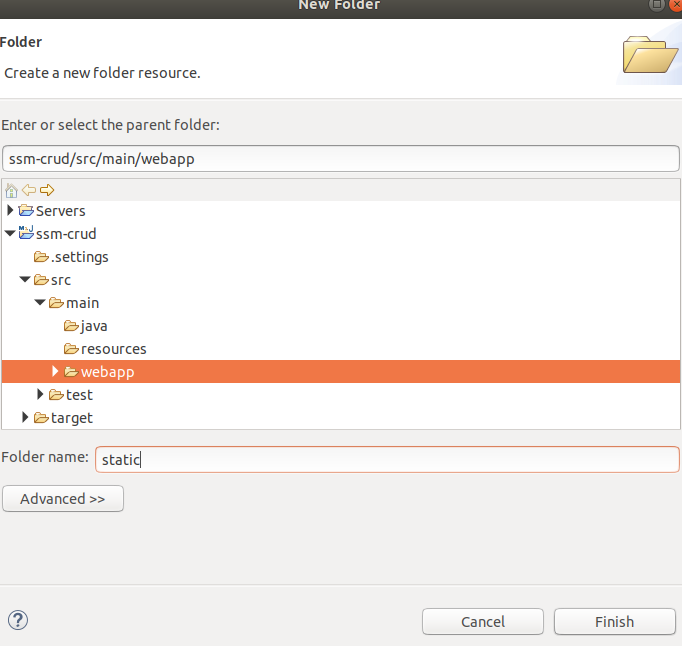 New Folder
Folder
Create a new folder resource.
Enter or select the parent folder:
ssm-crud/src/main/webapp
Servers
ssm-crud
.settings
src
main
java
resources
webapp
test
target
Folder name: static
Advanced >>
?
Cancel Finish